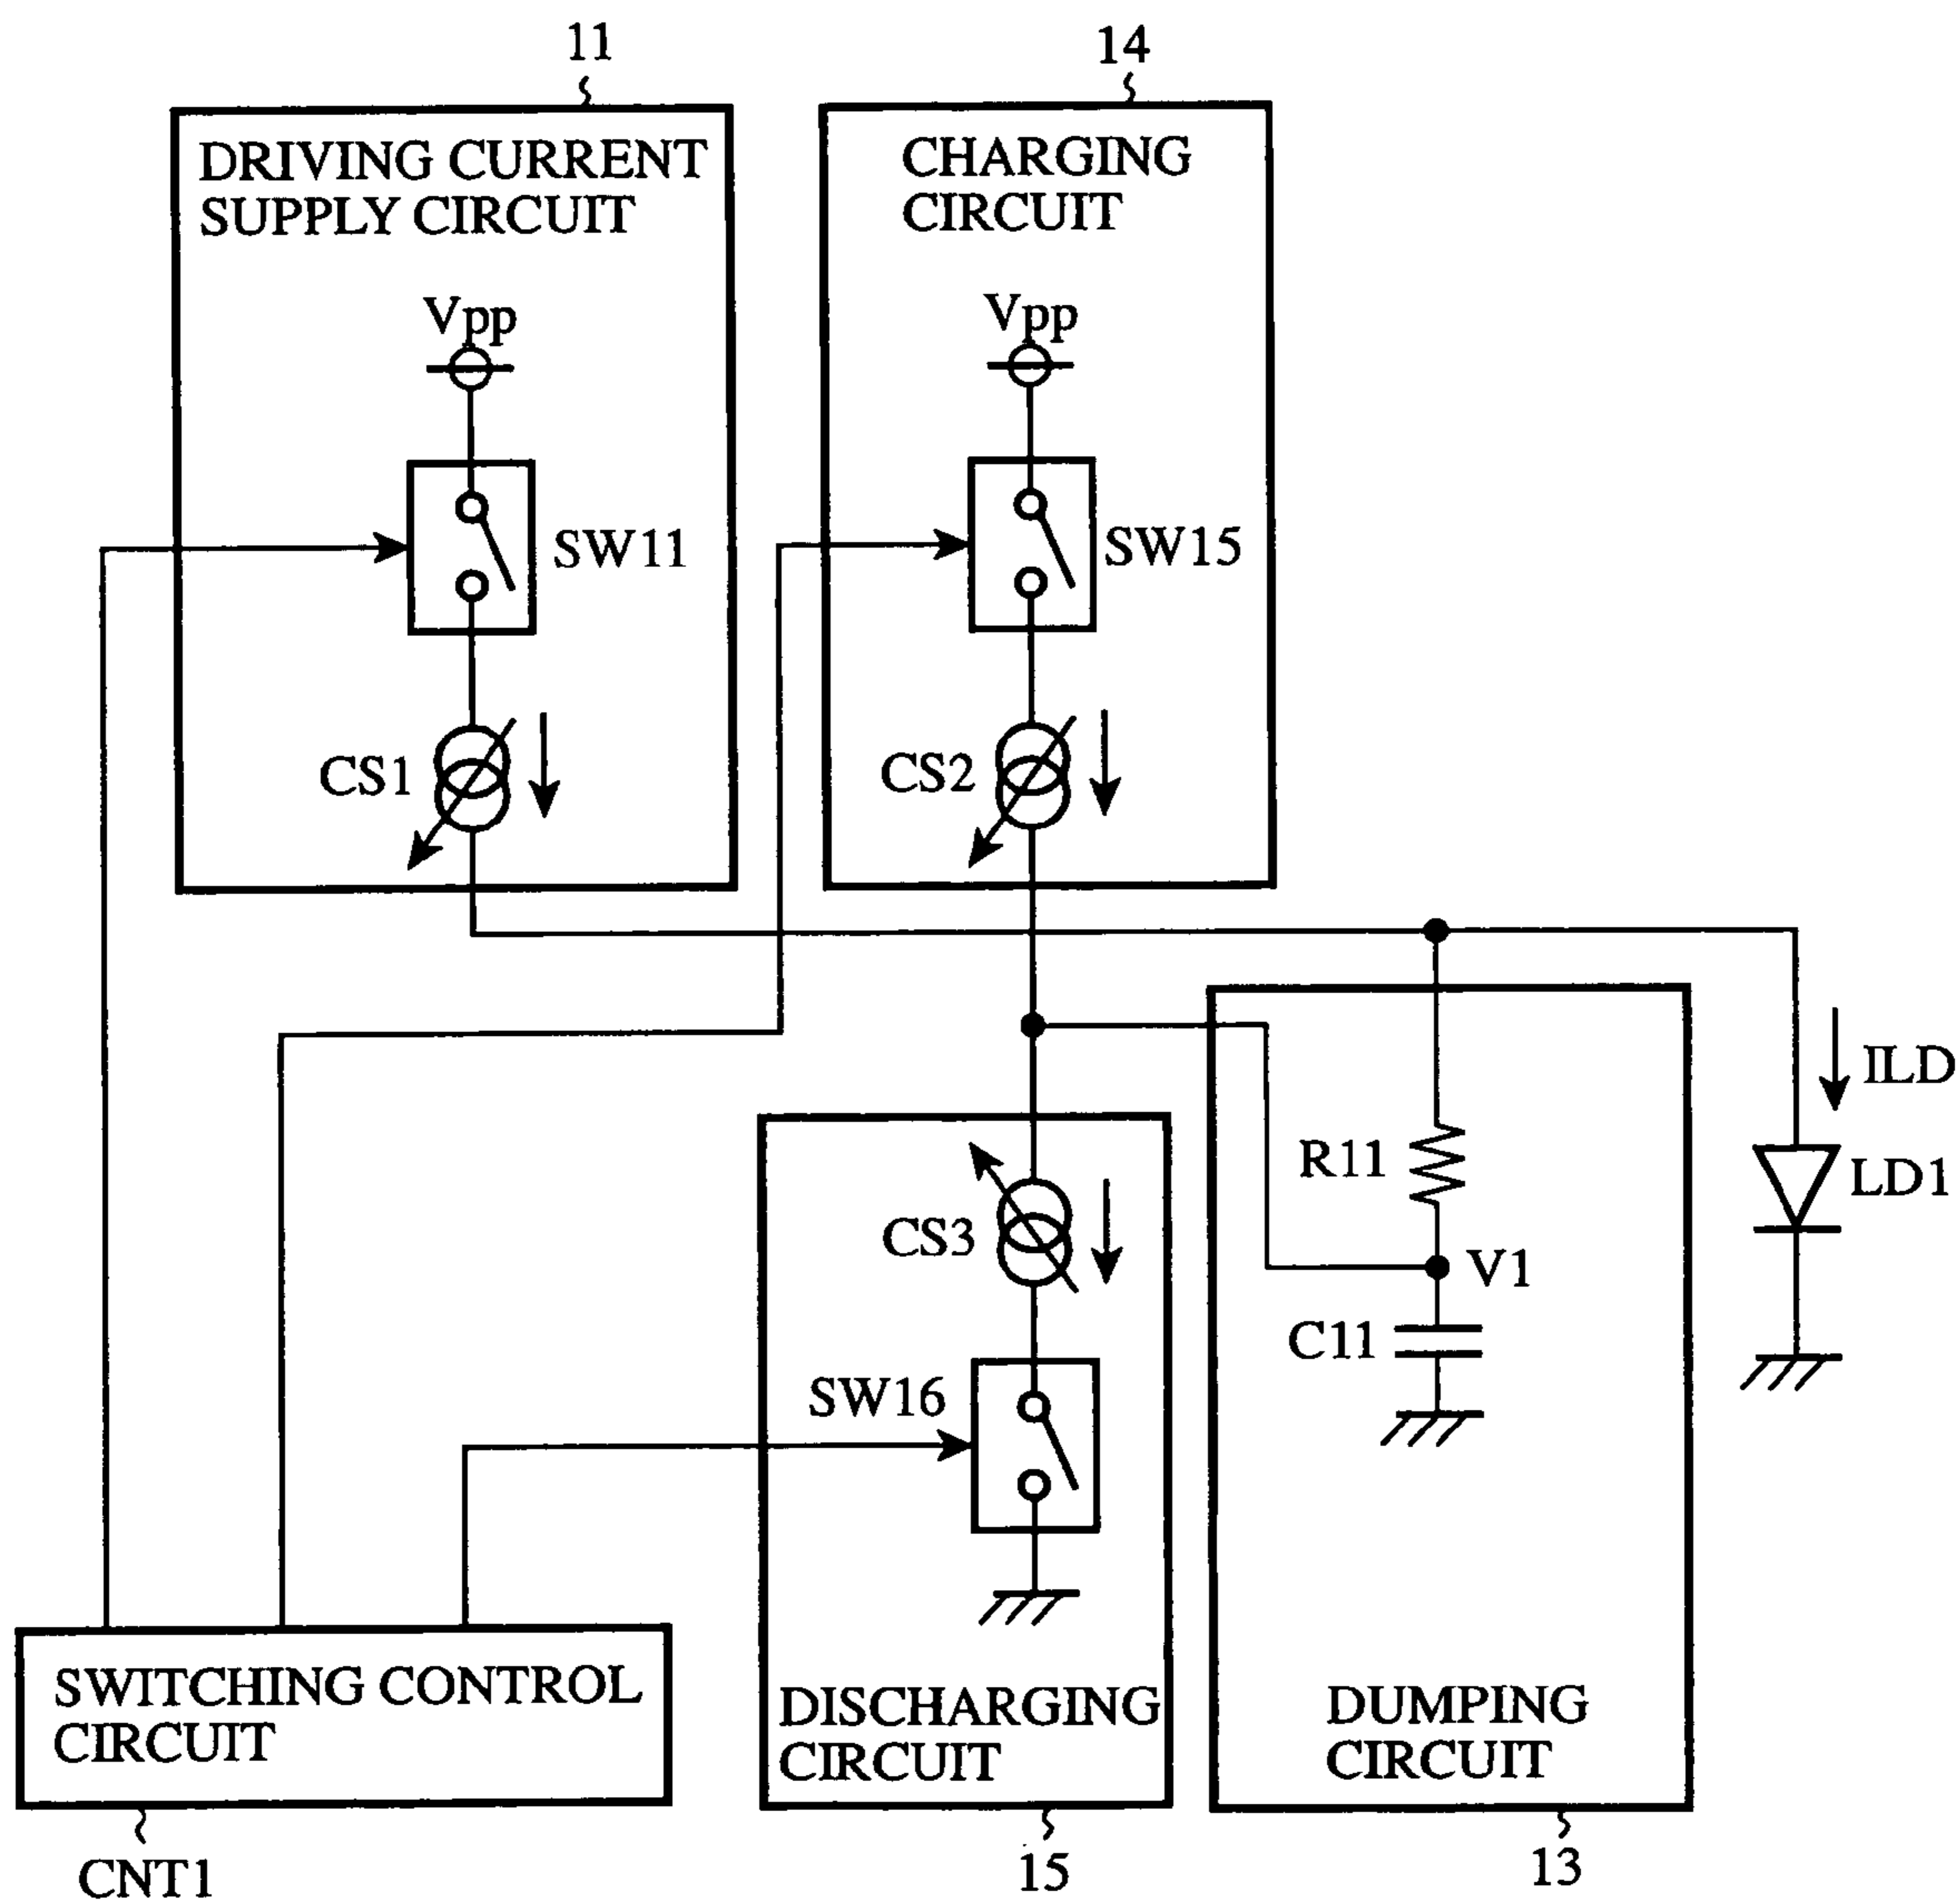 11
14
DRIVING CURRENT
SUPPLY CIRCUIT
CHARGING
CIRCUIT
Vpp
Vpp
SW11
SW15
CS1
CS2
ILD
R11
LD1
CS3
V1
C11
SW16
SWITCHING CONTROL
CIRCUIT
DISCHARGING
CIRCUIT
DUMPING
CIRCUIT
CNT1
15
13